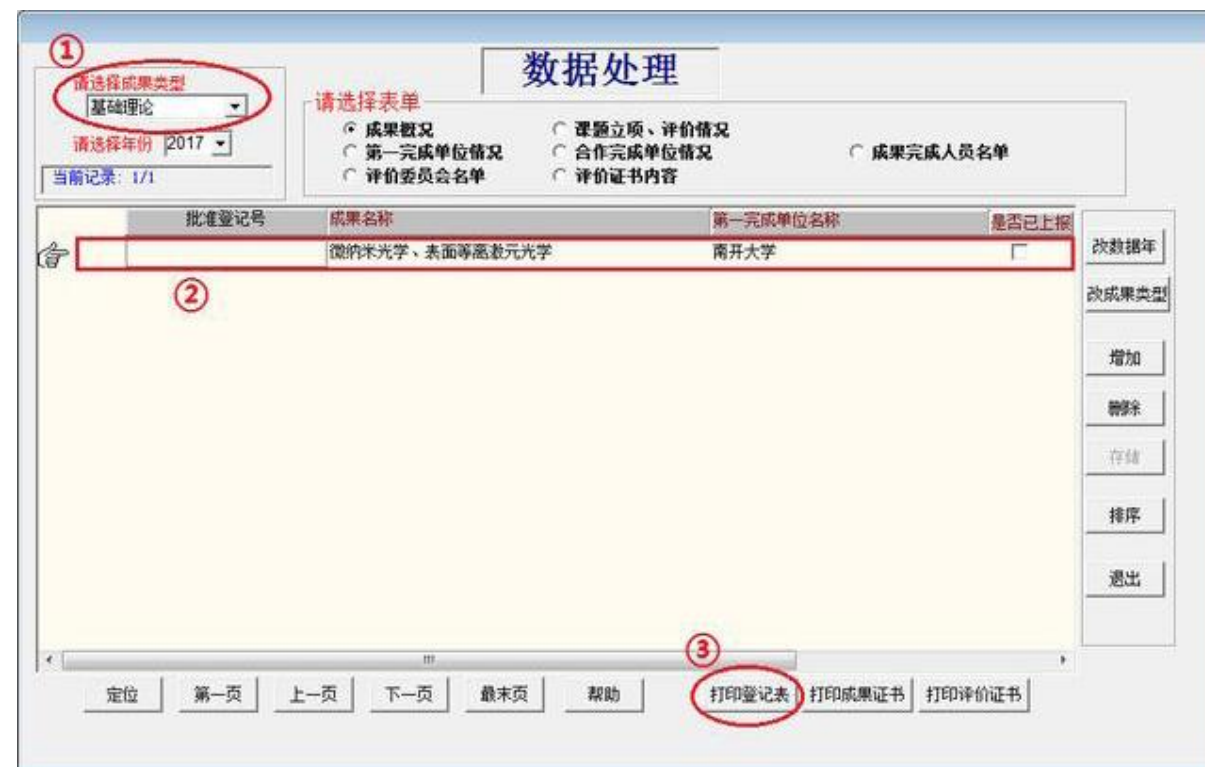 ①
数据处理
请选择成果类型
基础理论
请选择年份 2017
当前记录: 1/1
请选择表单
成果概况 课题立项、评价情况
第一完成单位情况 合作完成单位情况 成果完成人员名单
评价委员会名单 评价证书内容
批准登记号 成果名称 第一完成单位名称 是否已上报
微纳米光学、表面等离激元光学 南开大学
②
改数据年
改成果类型
增加
删除
存储
排序
退出
③
定位 第一页 上一页 下一页 最末页 帮助 打印登记表 打印成果证书 打印评价证书